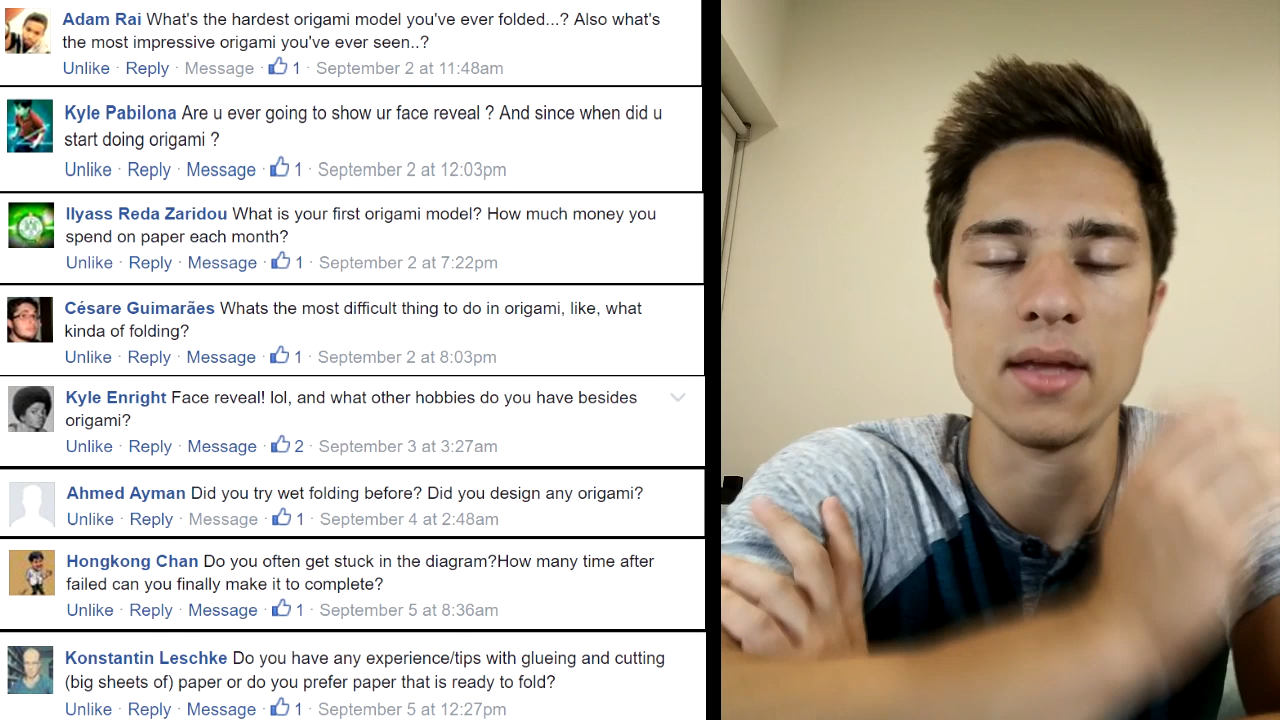 Adam Rai What's the hardest origami model you've ever folded...? Also what's
the most impressive origami you've ever seen..?
Unlike · Reply · Message · 1 · September 2 at 11:48am
Kyle Pabilona Are u ever going to show ur face reveal ? And since when did u
start doing origami ?
Unlike · Reply · Message · 1 · September 2 at 12:03pm
Ilyass Reda Zaridou What is your first origami model? How much money you
spend on paper each month?
Unlike · Reply · Message · 1 · September 2 at 7:22pm
Césare Guimarães Whats the most difficult thing to do in origami, like, what
kinda of folding?
Unlike · Reply · Message · 1 · September 2 at 8:03pm
Kyle Enright Face reveal! lol, and what other hobbies do you have besides
origami?
Unlike · Reply · Message · 2 · September 3 at 3:27am
Ahmed Ayman Did you try wet folding before? Did you design any origami?
Unlike · Reply · Message · 1 · September 4 at 2:48am
Hongkong Chan Do you often get stuck in the diagram?How many time after
failed can you finally make it to complete?
Unlike · Reply · Message · 1 · September 5 at 8:36am
Konstantin Leschke Do you have any experience/tips with glueing and cutting
(big sheets of) paper or do you prefer paper that is ready to fold?
Unlike · Reply · Message · 1 · September 5 at 12:27pm